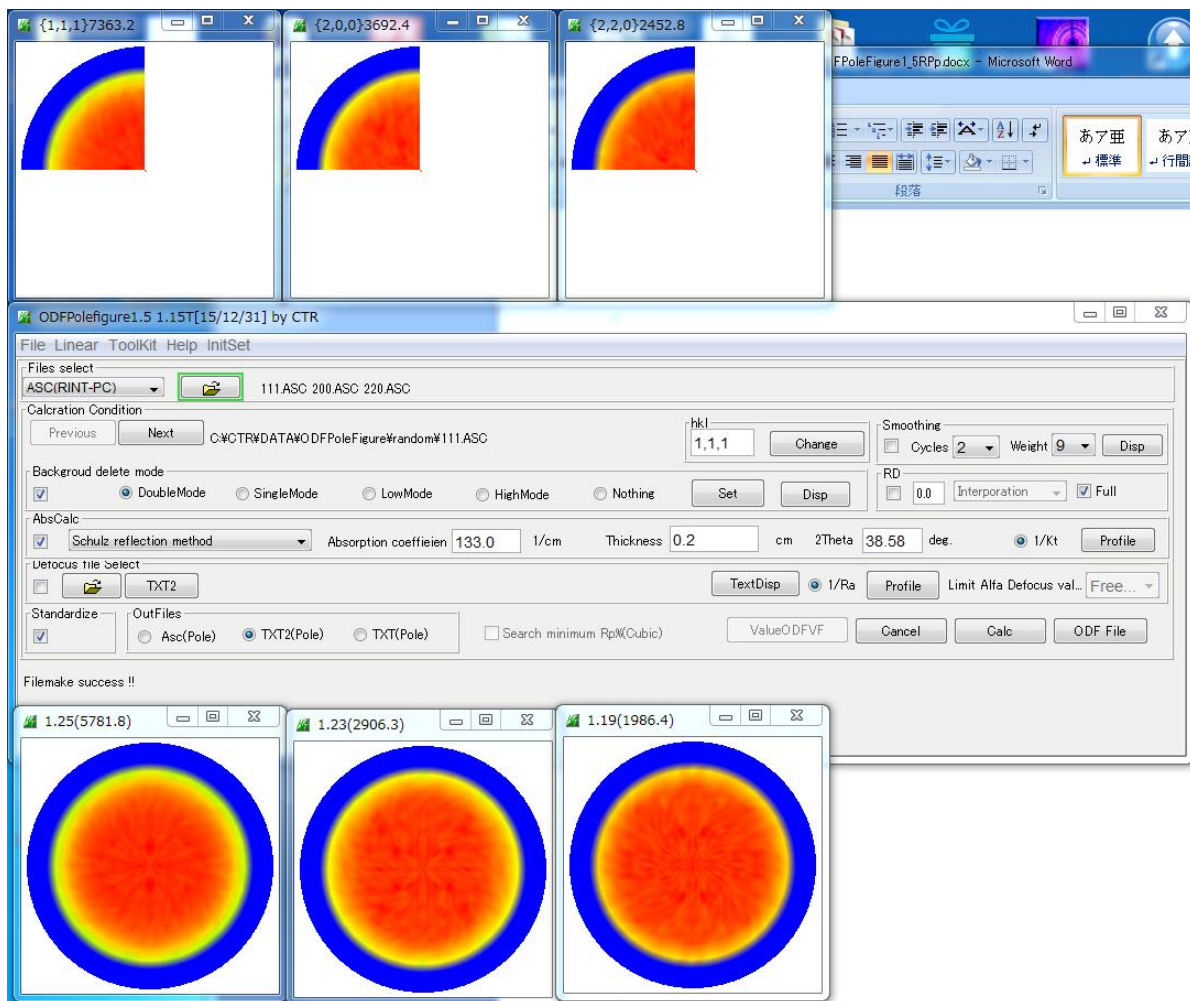 {1,1,1}7363.2
{2,0,0}3692.4
{2,2,0}2452.8
FPoleFigure1_5RPp.docx - Microsoft Word
あア亜
標準
段落
行間
ODFPolefigure1.5 1.15T[15/12/31] by CTR
File Linear ToolKit Help InitSet
Files select
ASC(RINT-PC) 111.ASC 200.ASC 220.ASC
Calcration Condition
Previous Next C:¥CTR¥DATA¥ODFPoleFigure¥random¥111.ASC
hkl
1,1,1 Change
Smoothing
Cycles 2 Weight 9 Disp
Backgroud delete mode
DoubleMode SingleMode LowMode HighMode Nothing Set Disp
RD
0.0 Interporation Full
AbsCalc
Schulz reflection method Absorption coeffieien 133.0 1/cm Thickness 0.2 cm 2Theta 38.58 deg. 1/Kt Profile
Defocus file Select
TXT2 TextDisp 1/Ra Profile Limit Alfa Defocus val... Free...
Standardize
OutFiles
Asc(Pole) TXT2(Pole) TXT(Pole) Search minimum Rp%(Cubic) ValueODFVF Cancel Calc ODF File
Filemake success !!
1.25(5781.8)
1.23(2906.3)
1.19(1986.4)